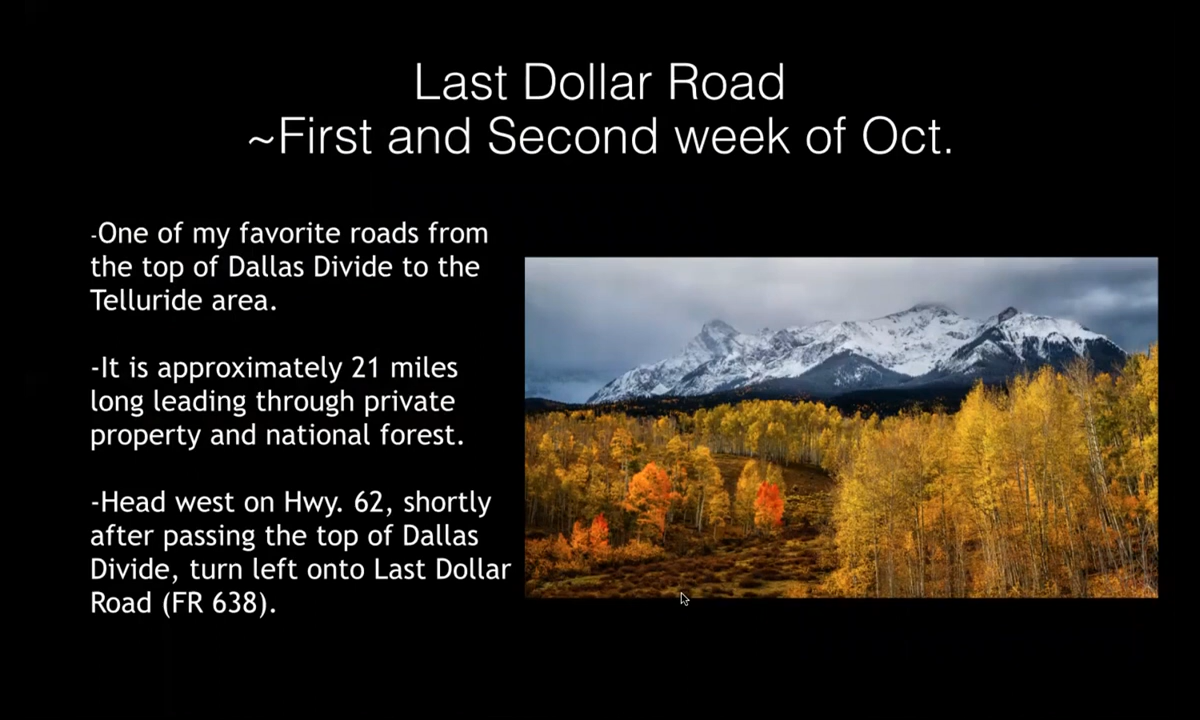 Last Dollar Road
~First and Second week of Oct.
-One of my favorite roads from
the top of Dallas Divide to the
Telluride area.
-It is approximately 21 miles
long leading through private
property and national forest.
-Head west on Hwy. 62, shortly
after passing the top of Dallas
Divide, turn left onto Last Dollar
Road (FR 638).